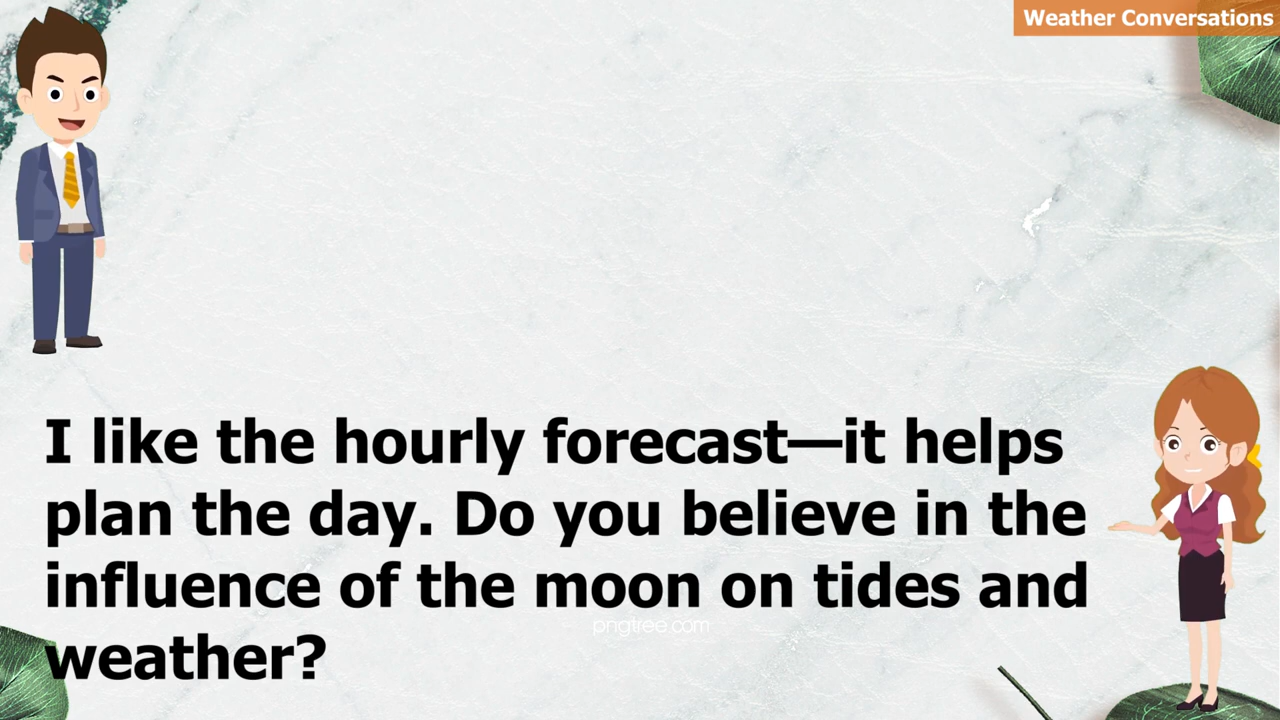 Weather Conversations
I like the hourly forecast—it helps
plan the day. Do you believe in the
influence of the moon on tides and
pngtree.com
weather?